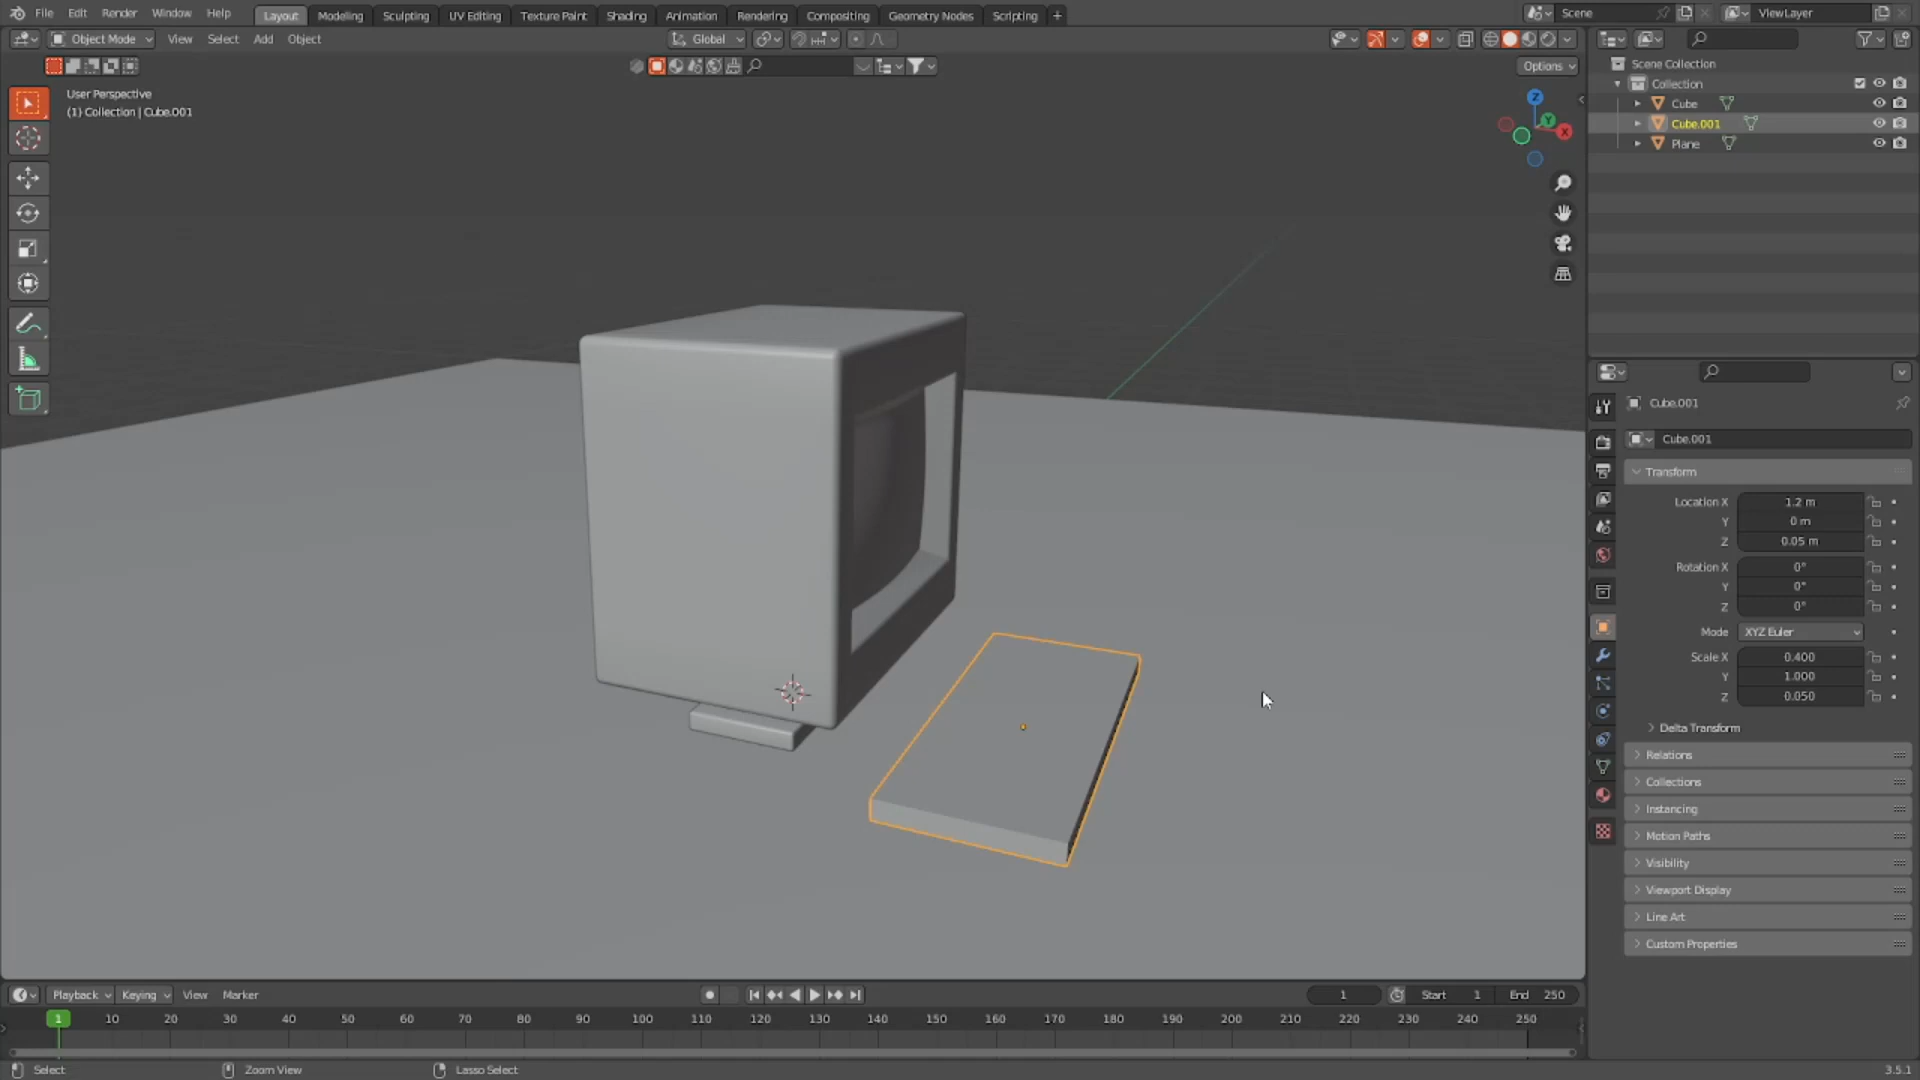 File Edit Render Window Help Layout Modeling Sculpting UV Editing Texture Paint Shading Animation Rendering Compositing Geometry Nodes Scripting + Scene ViewLayer
Object Mode View Select Add Object Global
Options
User Perspective
(1) Collection | Cube.001
Z
Y
X
Scene Collection
Collection
Cube
Cube.001
Plane
Cube.001
Cube.001
Transform
Location X 1.2 m
Y 0 m
Z 0.05 m
Rotation X 0°
Y 0°
Z 0°
Mode XYZ Euler
Scale X 0.400
Y 1.000
Z 0.050
Delta Transform
Relations
Collections
Instancing
Motion Paths
Visibility
Viewport Display
Line Art
Custom Properties
Playback Keying View Marker 1 Start 1 End 250
1 10 20 30 40 50 60 70 80 90 100 110 120 130 140 150 160 170 180 190 200 210 220 230 240 250
Select Zoom View Lasso Select 3.5.1